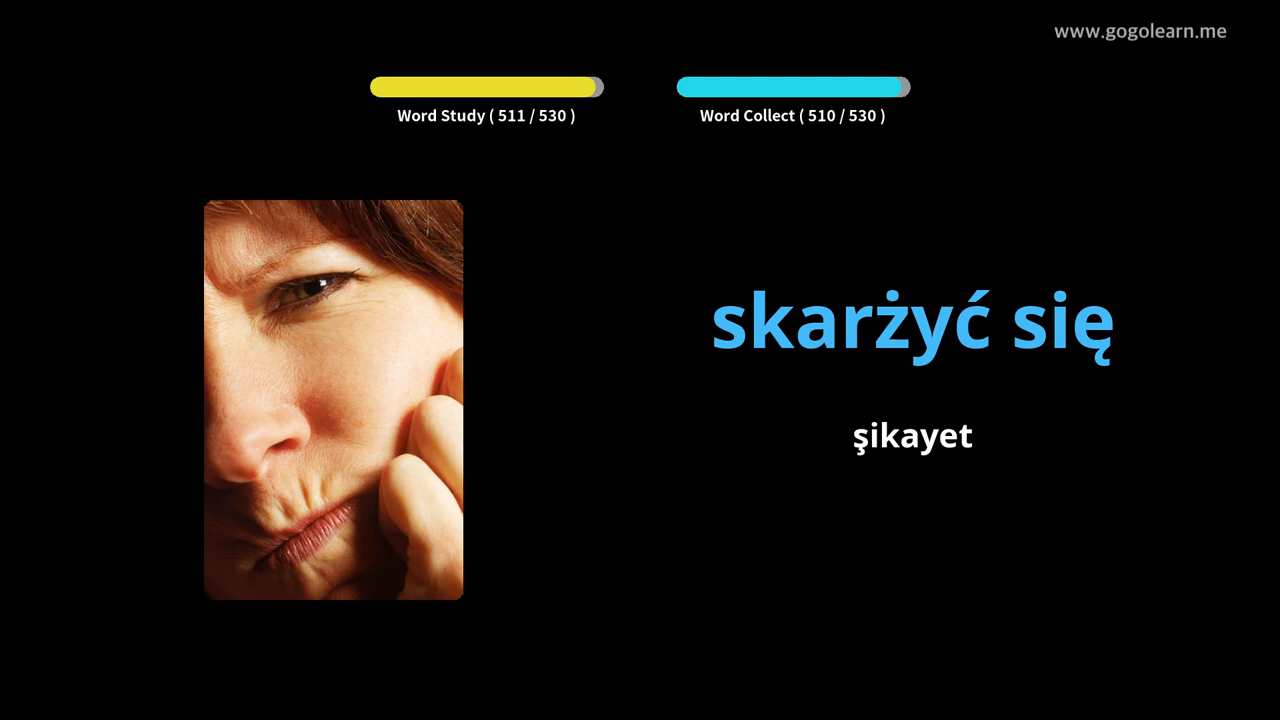 www.gogolearn.me
Word Study ( 511 / 530 )
Word Collect ( 510 / 530 )
skarżyć się
şikayet